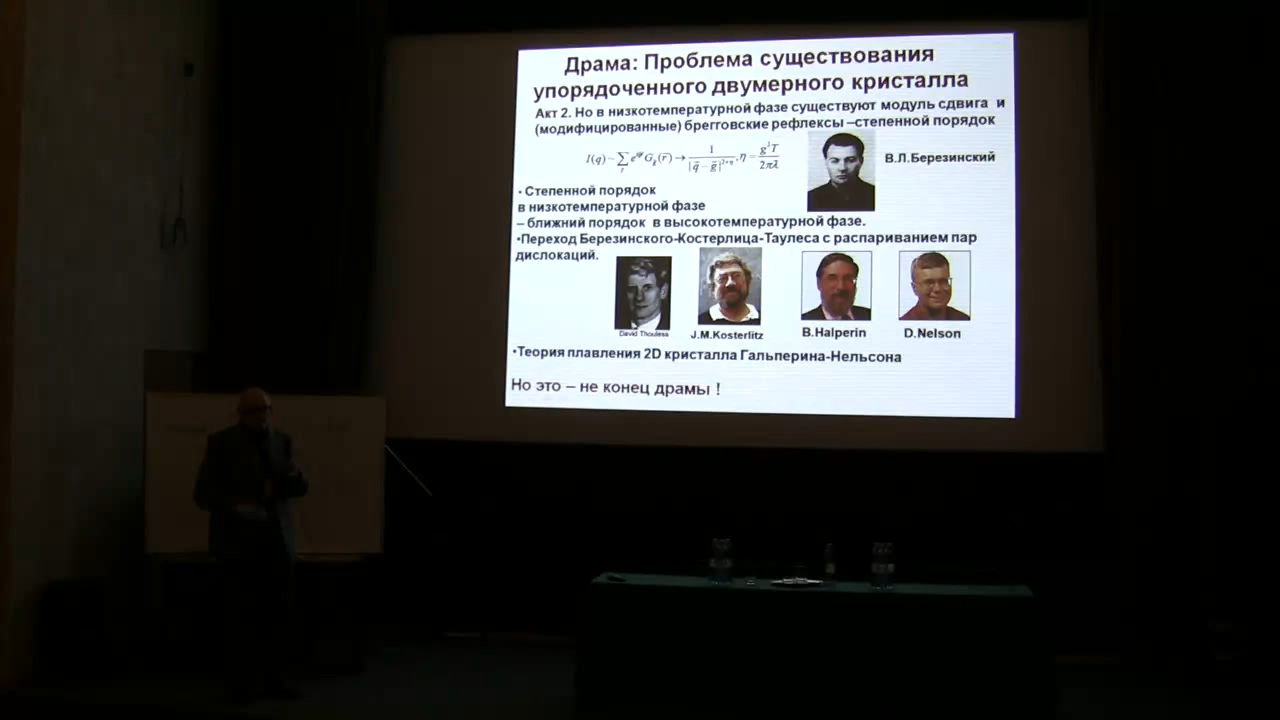 Драма: Проблема существования
упорядоченного двумерного кристалла
Акт 2. Но в низкотемпературной фазе существуют модуль сдвига и
(модифицированные) брегговские рефлексы –степенной порядок
В.Л.Березинский
• Степенной порядок
в низкотемпературной фазе
– ближний порядок в высокотемпературной фазе.
•Переход Березинского-Костерлица-Таулеса с распариванием пар
дислокаций.
David Thouless
J.M.Kosterlitz
B.Halperin
D.Nelson
•Теория плавления 2D кристалла Гальперина-Нельсона
Но это – не конец драмы !